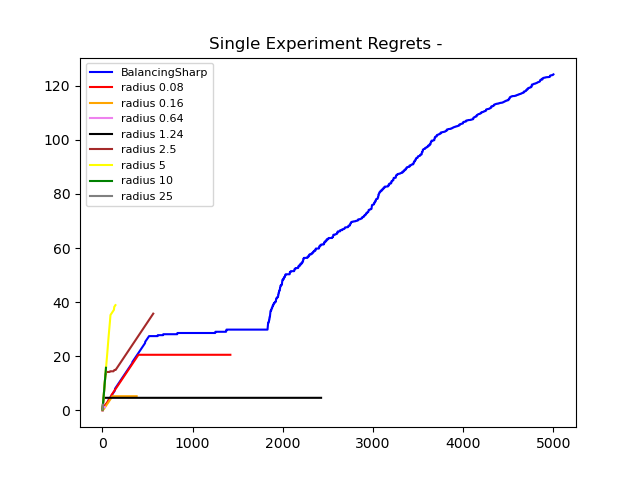 Single Experiment Regrets -
BalancingSharp
radius 0.08
radius 0.16
radius 0.64
radius 1.24
radius 2.5
radius 5
radius 10
radius 25
120
100
80
60
40
20
0
0 1000 2000 3000 4000 5000